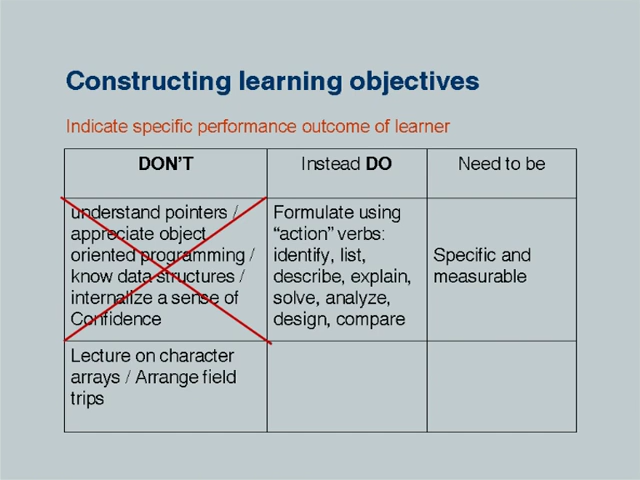 Constructing learning objectives
Indicate specific performance outcome of learner
DON'T
Instead DO
Need to be
understand pointers /
appreciate object
oriented programming /
know data structures /
internalize a sense of
Confidence
Formulate using
“action” verbs:
identify, list,
describe, explain,
solve, analyze,
design, compare
Specific and
measurable
Lecture on character
arrays / Arrange field
trips